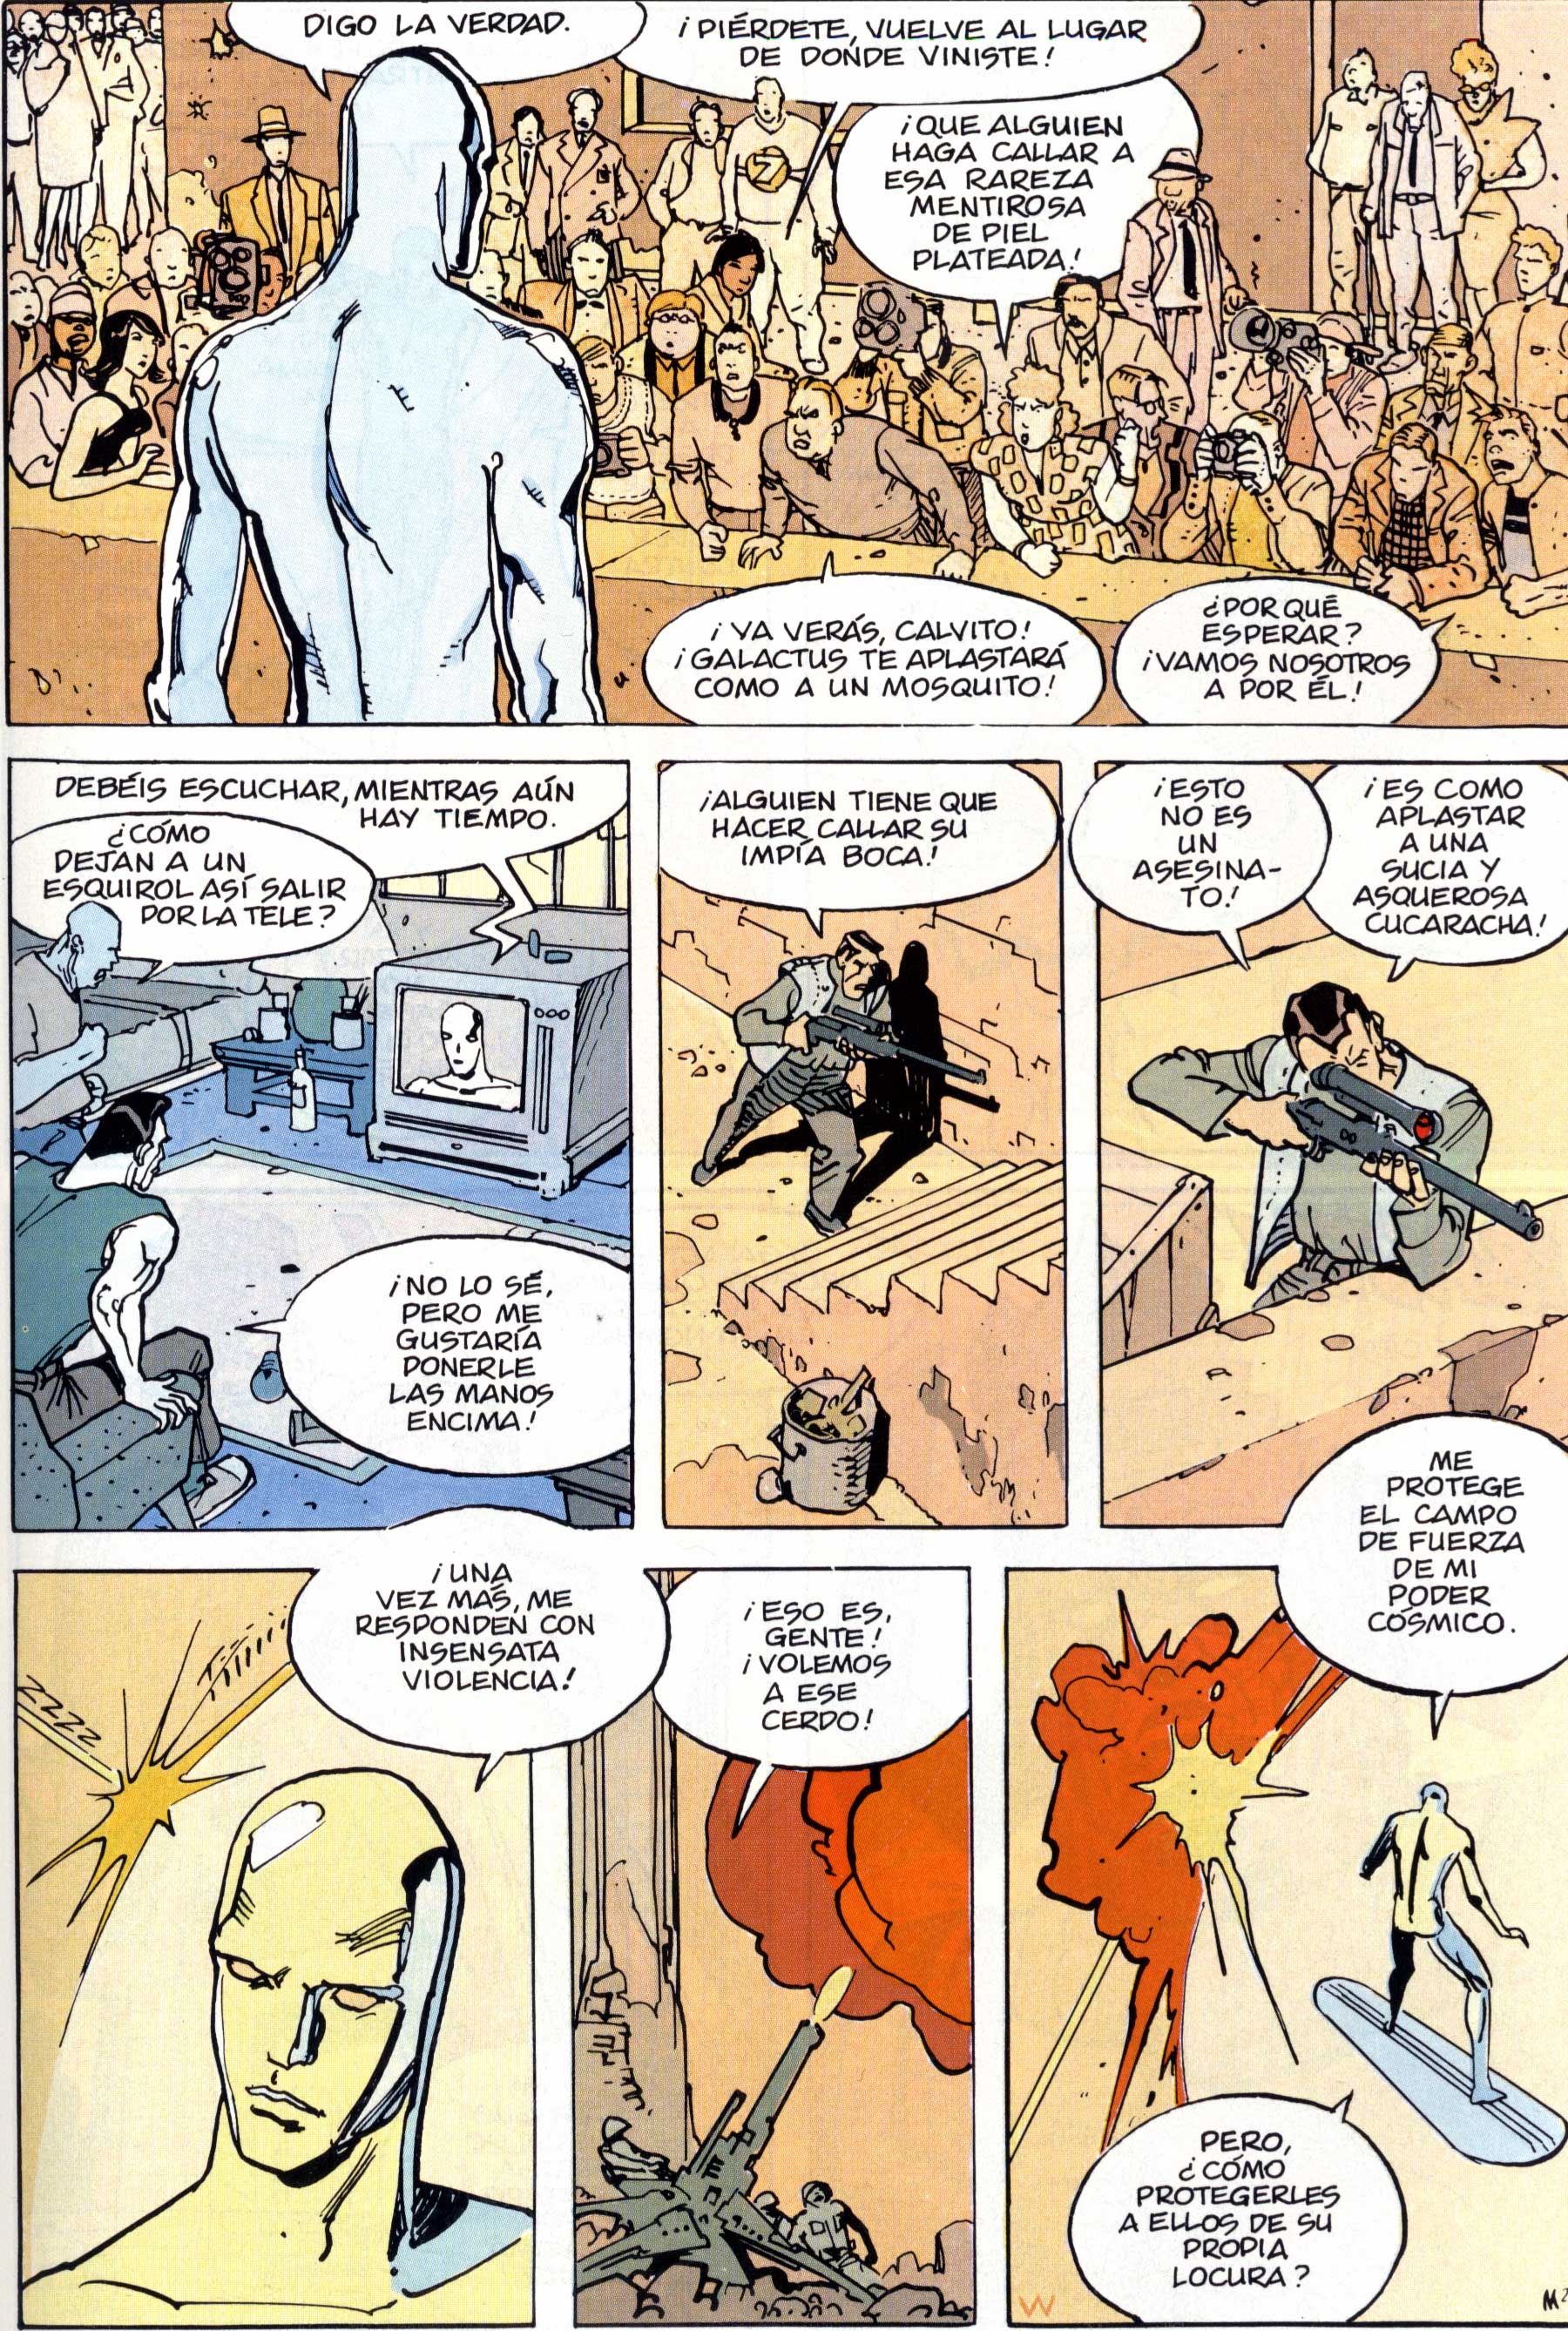 DIGO LA VERDAD.
¡PIÉRDETE, VUELVE AL LUGAR
DE DONDE VINISTE!
¡QUE ALGUIEN
HAGA CALLAR A
ESA RAREZA
MENTIROSA
DE PIEL
PLATEADA!
¡YA VERÁS, CALVITO!
¡GALACTUS TE APLASTARÁ
COMO A UN MOSQUITO!
¿POR QUÉ
ESPERAR?
¡VAMOS NOSOTROS
A POR ÉL!
DEBÉIS ESCUCHAR, MIENTRAS AÚN
HAY TIEMPO.
¿CÓMO
DEJAN A UN
ESQUIROL ASÍ SALIR
POR LA TELE?
¡NO LO SÉ,
PERO ME
GUSTARÍA
PONERLE
LAS MANOS
ENCIMA!
¡ALGUIEN TIENE QUE
HACER CALLAR SU
IMPÍA BOCA!
¡ESTO
NO ES
UN
ASESINA-
TO!
¡ES COMO
APLASTAR
A UNA
SUCIA Y
ASQUEROSA
CUCARACHA!
ZZZZ
¡UNA
VEZ MÁS, ME
RESPONDEN CON
INSENSATA
VIOLENCIA!
¡ESO ES,
GENTE!
¡VOLEMOS
A ESE
CERDO!
ME
PROTEGE
EL CAMPO
DE FUERZA
DE MI
PODER
CÓSMICO.
PERO,
¿CÓMO
PROTEGERLES
A ELLOS DE SU
PROPIA
LOCURA?
W